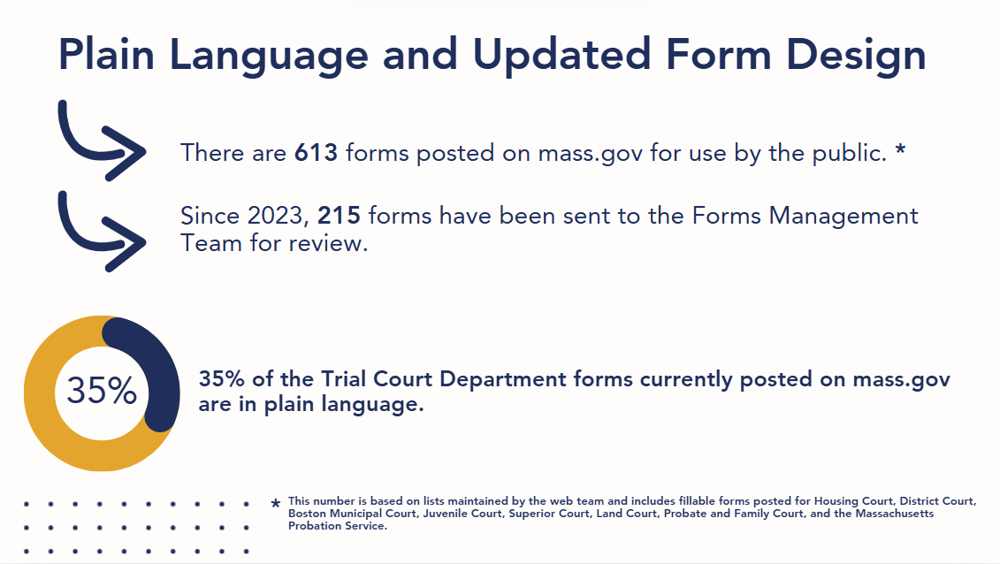 Plain Language and Updated Form Design
There are 613 forms posted on mass.gov for use by the public. *
Since 2023, 215 forms have been sent to the Forms Management
Team for review.
35%
35% of the Trial Court Department forms currently posted on mass.gov
are in plain language.
* This number is based on lists maintained by the web team and includes fillable forms posted for Housing Court, District Court,
Boston Municipal Court, Juvenile Court, Superior Court, Land Court, Probate and Family Court, and the Massachusetts
Probation Service.